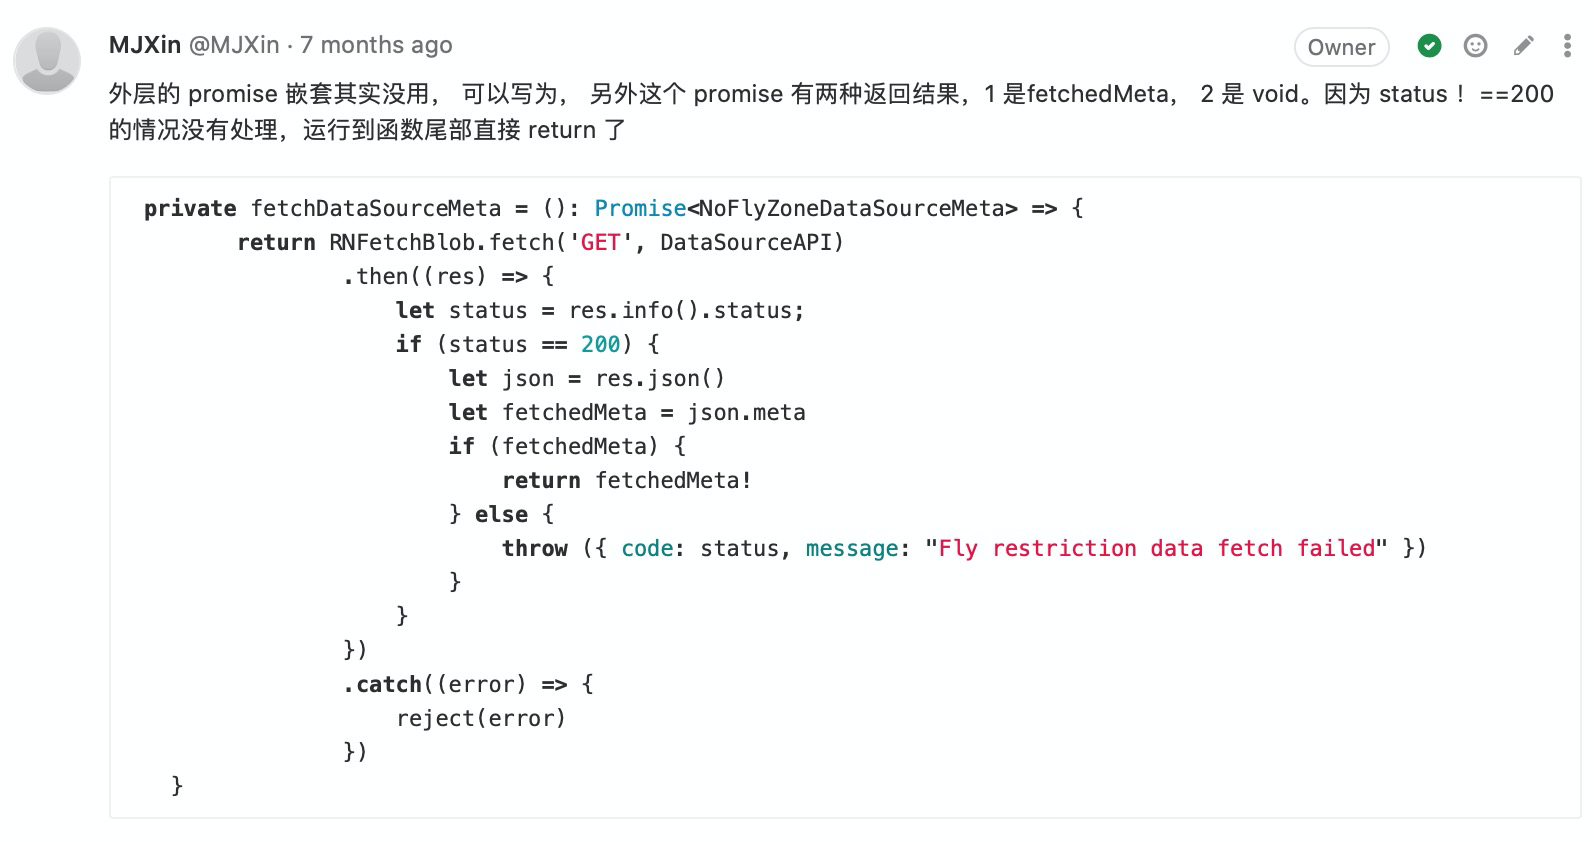 MJXin @MJXin · 7 months ago Owner
外层的 promise 嵌套其实没用， 可以写为， 另外这个 promise 有两种返回结果，1 是fetchedMeta， 2 是 void。因为 status ！==200
的情况没有处理，运行到函数尾部直接 return 了
private fetchDataSourceMeta = (): Promise<NoFlyZoneDataSourceMeta> => {
return RNFetchBlob.fetch('GET', DataSourceAPI)
.then((res) => {
let status = res.info().status;
if (status == 200) {
let json = res.json()
let fetchedMeta = json.meta
if (fetchedMeta) {
return fetchedMeta!
} else {
throw ({ code: status, message: "Fly restriction data fetch failed" })
}
}
})
.catch((error) => {
reject(error)
})
}